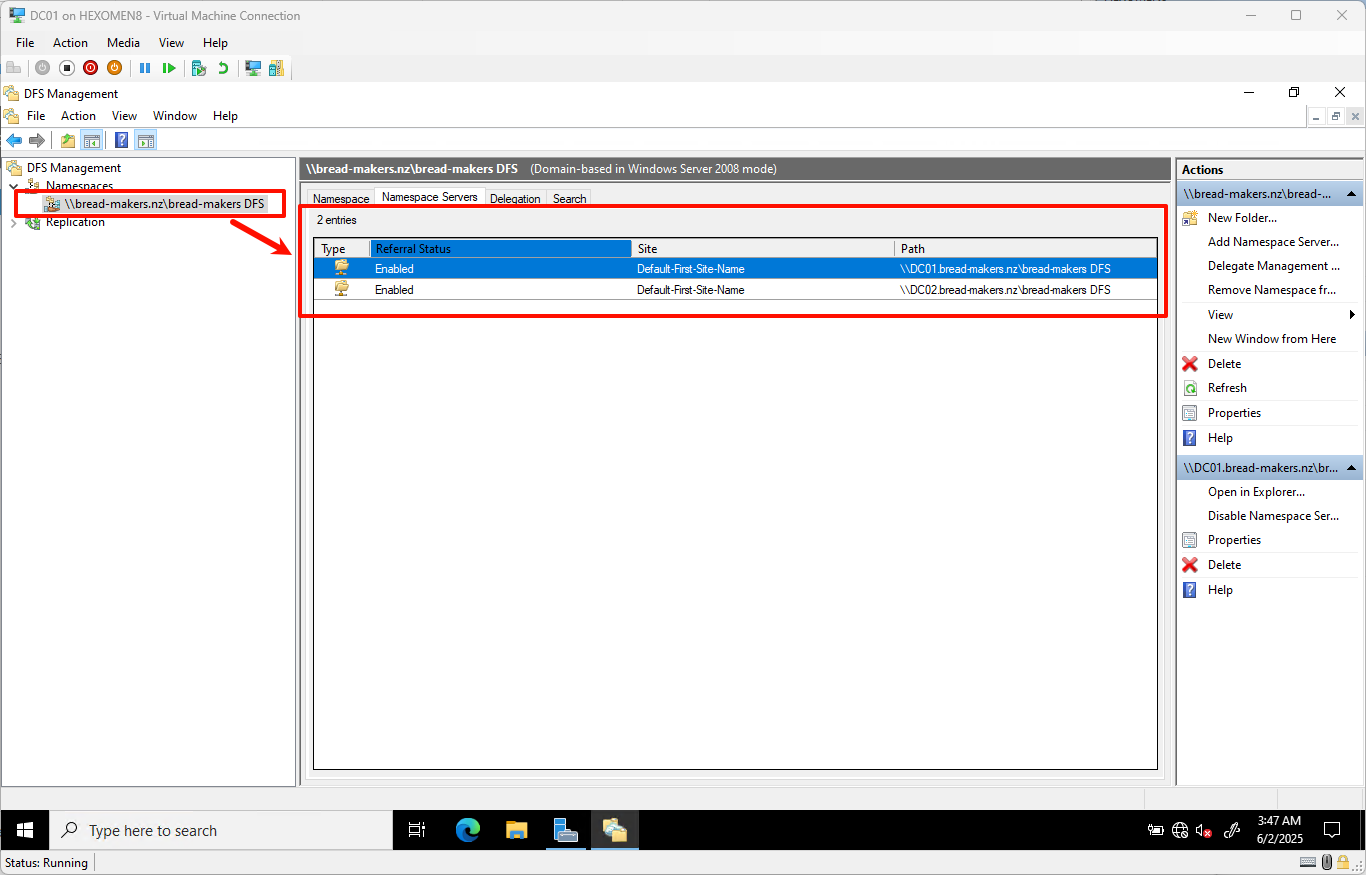 DC01 on HEXOMEN8 - Virtual Machine Connection
File Action Media View Help
DFS Management
File Action View Window Help
DFS Management
Namespaces
\\bread-makers.nz\bread-makers DFS
Replication
\\bread-makers.nz\bread-makers DFS (Domain-based in Windows Server 2008 mode)
Namespace Namespace Servers Delegation Search
2 entries
Type Referral Status Site Path
Enabled Default-First-Site-Name \\DC01.bread-makers.nz\bread-makers DFS
Enabled Default-First-Site-Name \\DC02.bread-makers.nz\bread-makers DFS
Actions
\\bread-makers.nz\bread-...
New Folder...
Add Namespace Server...
Delegate Management ...
Remove Namespace fr...
View
New Window from Here
Delete
Refresh
Properties
Help
\\DC01.bread-makers.nz\br...
Open in Explorer...
Disable Namespace Ser...
Properties
Delete
Help
Type here to search
3:47 AM
6/2/2025
Status: Running